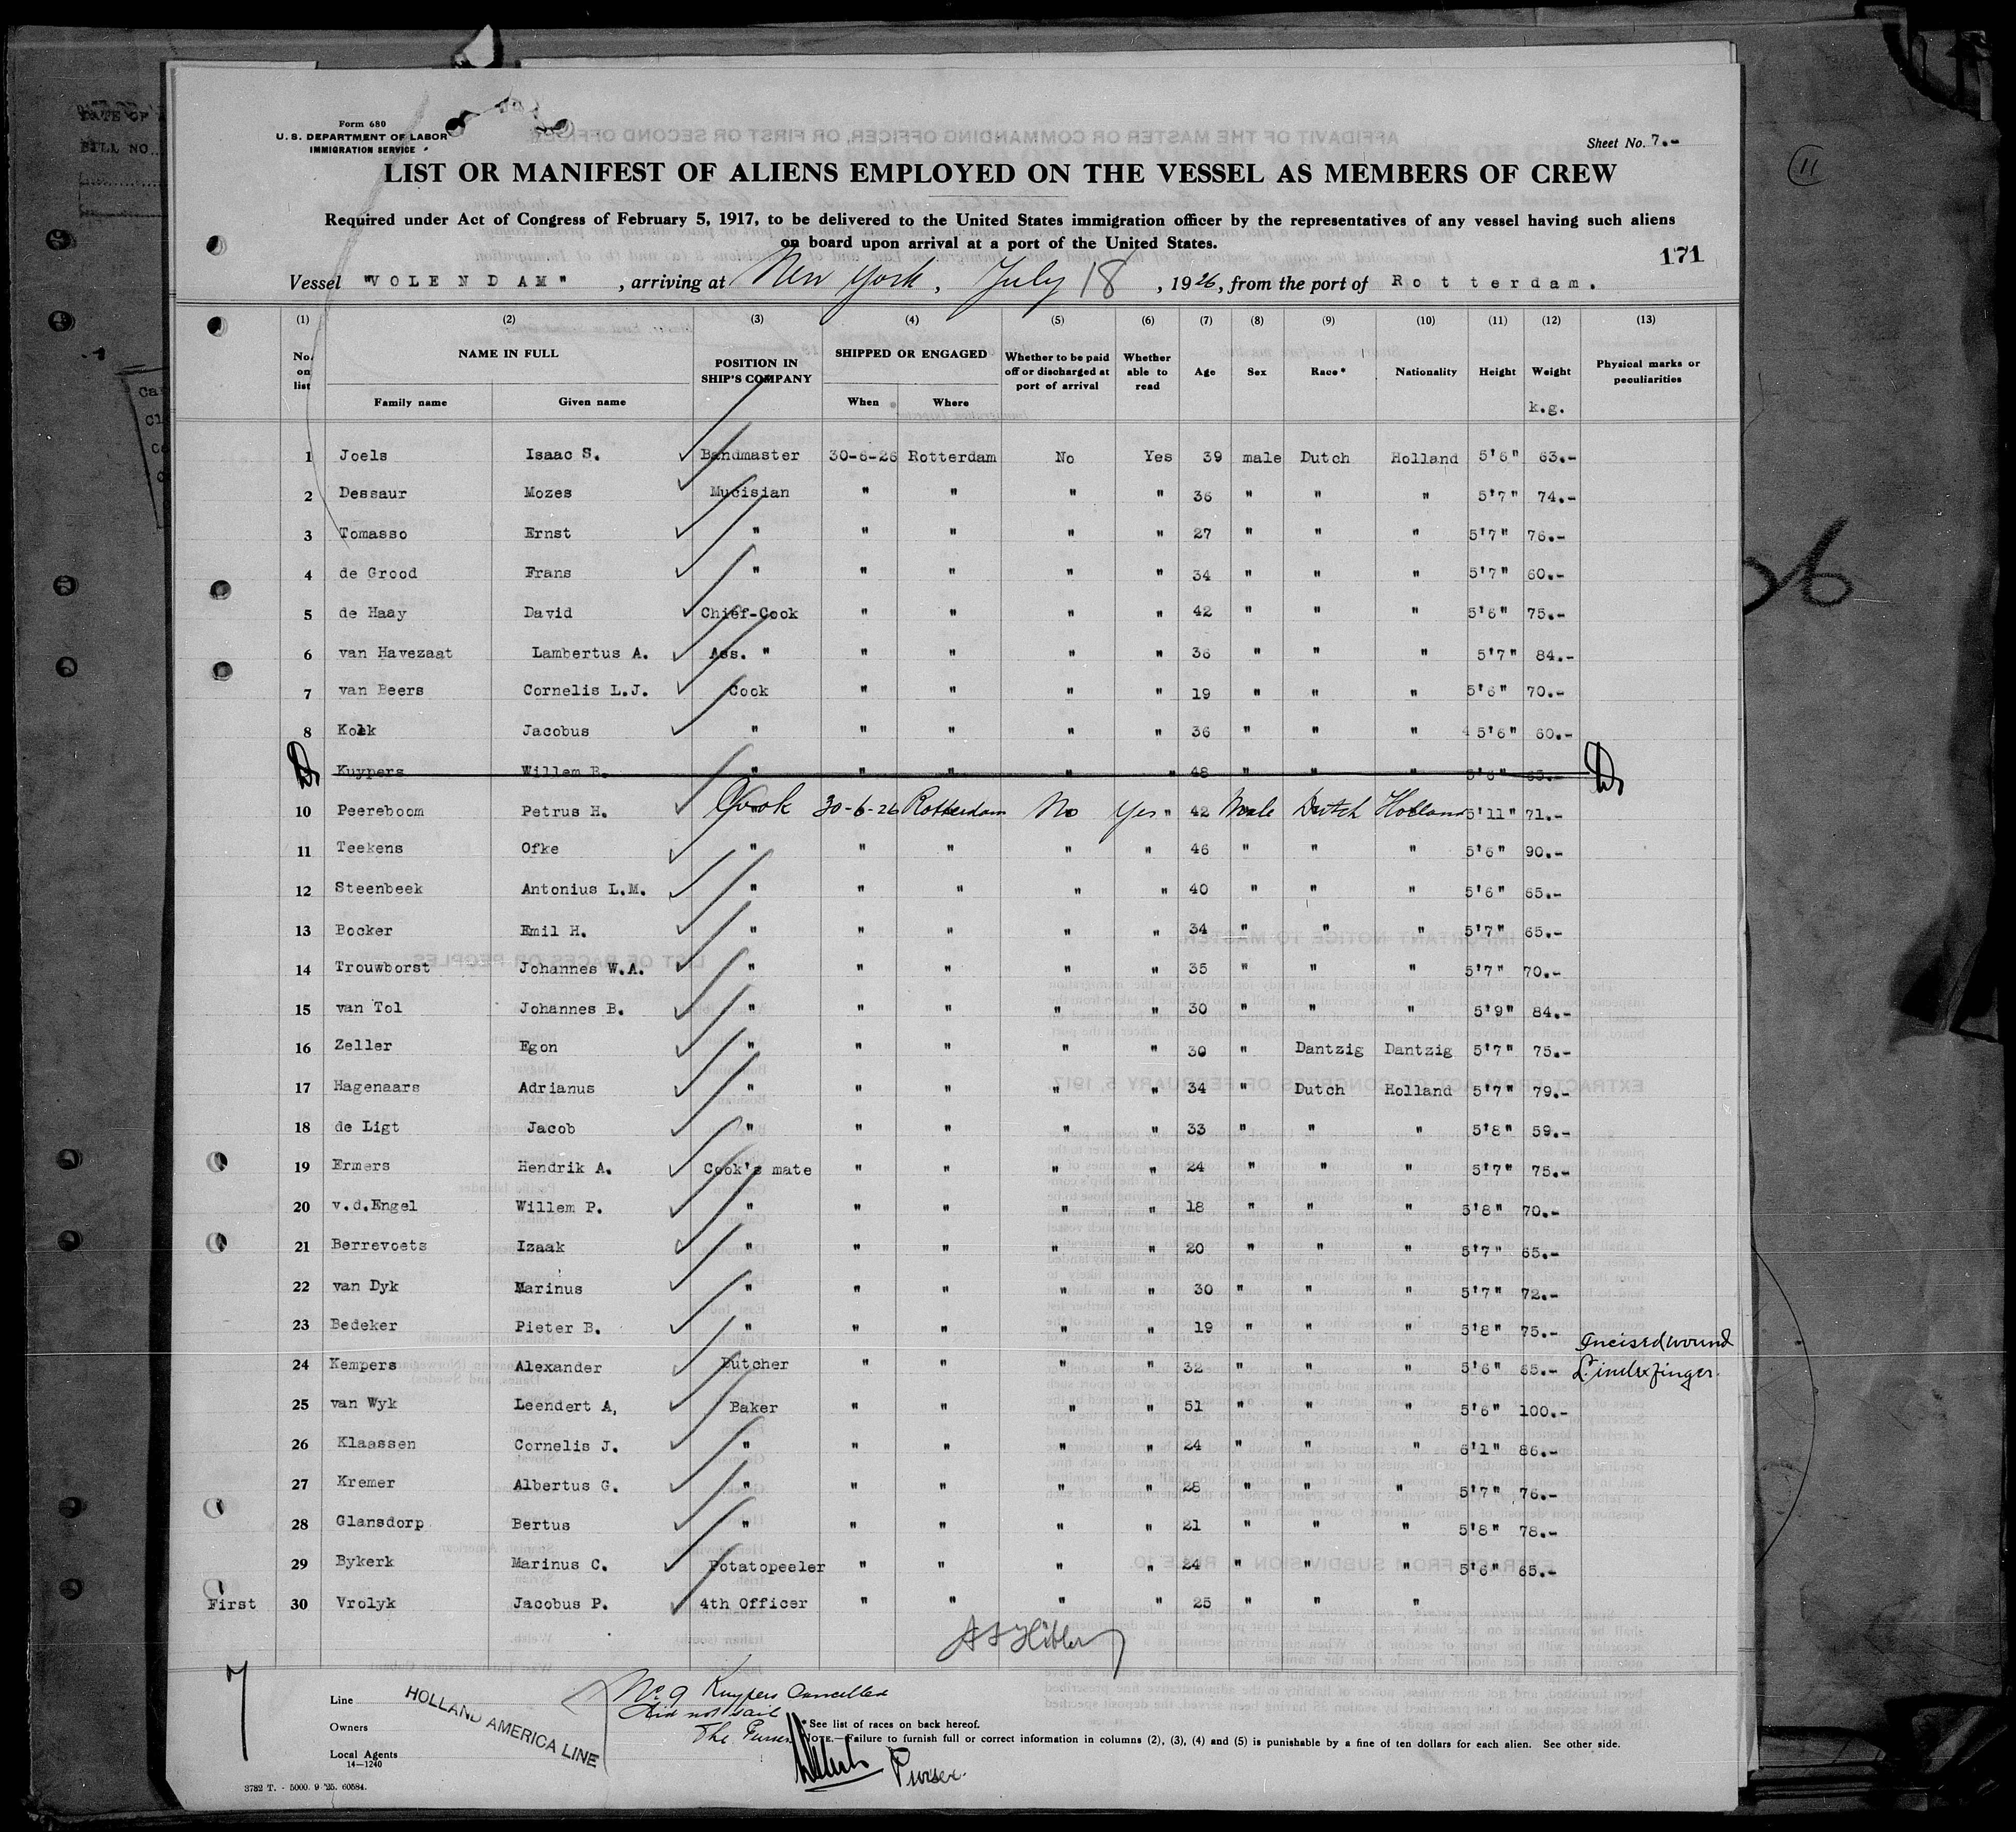 Form 680
U. S. DEPARTMENT OF LABOR
IMMIGRATION SERVICE
Sheet No. 7.-
11
LIST OR MANIFEST OF ALIENS EMPLOYED ON THE VESSEL AS MEMBERS OF CREW
Required under Act of Congress of February 5, 1917, to be delivered to the United States immigration officer by the representatives of any vessel having such aliens
on board upon arrival at a port of the United States.
171
Vessel "VOLENDAM" , arriving at New York, July 18 , 1926, from the port of Rotterdam.
(1) (2) (3) (4) (5) (6) (7) (8) (9) (10) (11) (12) (13)
No. on list NAME IN FULL POSITION IN SHIP'S COMPANY SHIPPED OR ENGAGED Whether to be paid off or discharged at port of arrival Whether able to read Age Sex Race* Nationality Height Weight Physical marks or peculiarities
Family name Given name When Where k.g.
1 Joels Isaac S. Bandmaster 30-6-26 Rotterdam No Yes 39 male Dutch Holland 5'6" 63.-
2 Dessaur Mozes Mucisian " " " " 36 " " " 5'7" 74.-
3 Tomasso Ernst " " " " " 27 " " " 5'7" 76.-
4 de Grood Frans " " " " " 34 " " " 5'7" 60.-
5 de Haay David Chief-Cook " " " " 42 " " " 5'6" 75.-
6 van Havezaat Lambertus A. Ass. " " " " " 36 " " " 5'7" 84.-
7 van Beers Cornelis L.J. Cook " " " " 19 " " " 5'6" 70.-
8 Kolk Jacobus " " " " " 36 " " " 5'6" 60.-
Kuypers Willem B. " " " " " 48 " " " 5'6" 65.-
10 Peereboom Petrus H. Cook 30-6-26 Rotterdam No Yes " 42 Male Dutch Holland 5'11" 71.-
11 Teekens Ofke " " " " " 46 " " " 5'6" 90.-
12 Steenbeek Antonius L.M. " " " " " 40 " " " 5'6" 65.-
13 Bocker Emil H. " " " " " 34 " " " 5'7" 65.-
14 Trouwborst Johannes W.A. " " " " " 35 " " " 5'7" 70.-
15 van Tol Johannes B. " " " " " 30 " " " 5'9" 84.-
16 Zeller Egon " " " " " 30 " Dantzig Dantzig 5'7" 75.-
17 Hagenaars Adrianus " " " " " 34 " Dutch Holland 5'7" 79.-
18 de Ligt Jacob " " " " " 33 " " " 5'8" 59.-
19 Ermers Hendrik A. Cook's mate " " " " 24 " " " 5'7" 75.-
20 v.d.Engel Willem P. " " " " " 18 " " " 5'8" 70.-
21 Berrevoets Izaak " " " " " 20 " " " 5'7" 65.-
22 van Dyk Marinus " " " " " 30 " " " 5'7" 72.-
23 Bedeker Pieter B. " " " " " 19 " " " 5'8" 75.-
24 Kempers Alexander Butcher " " " " 32 " " " 5'6" 65.- Incised wound L. index finger.
25 van Wyk Leendert A, Baker " " " " 51 " " " 5'6" 100.-
26 Klaassen Cornelis J. " " " " " 24 " " " 6'1" 86.-
27 Kremer Albertus G. " " " " " 28 " " " 5'7" 76.-
28 Glansdorp Bertus " " " " " 21 " " " 5'8" 78.-
29 Bykerk Marinus C. Potatopeeler " " " " 24 " " " 5'6" 65.-
First 30 Vrolyk Jacobus P. 4th Officer " " " " 25 " " "
7
Line HOLLAND AMERICA LINE
Owners
Local Agents
14—1240
3782 T. - 5000. 9 '25. 60584.
No. 9 Kuypers Cancelled
did not sail
The Purser
Purser.
*See list of races on back hereof.
NOTE.—Failure to furnish full or correct information in columns (2), (3), (4) and (5) is punishable by a fine of ten dollars for each alien. See other side.